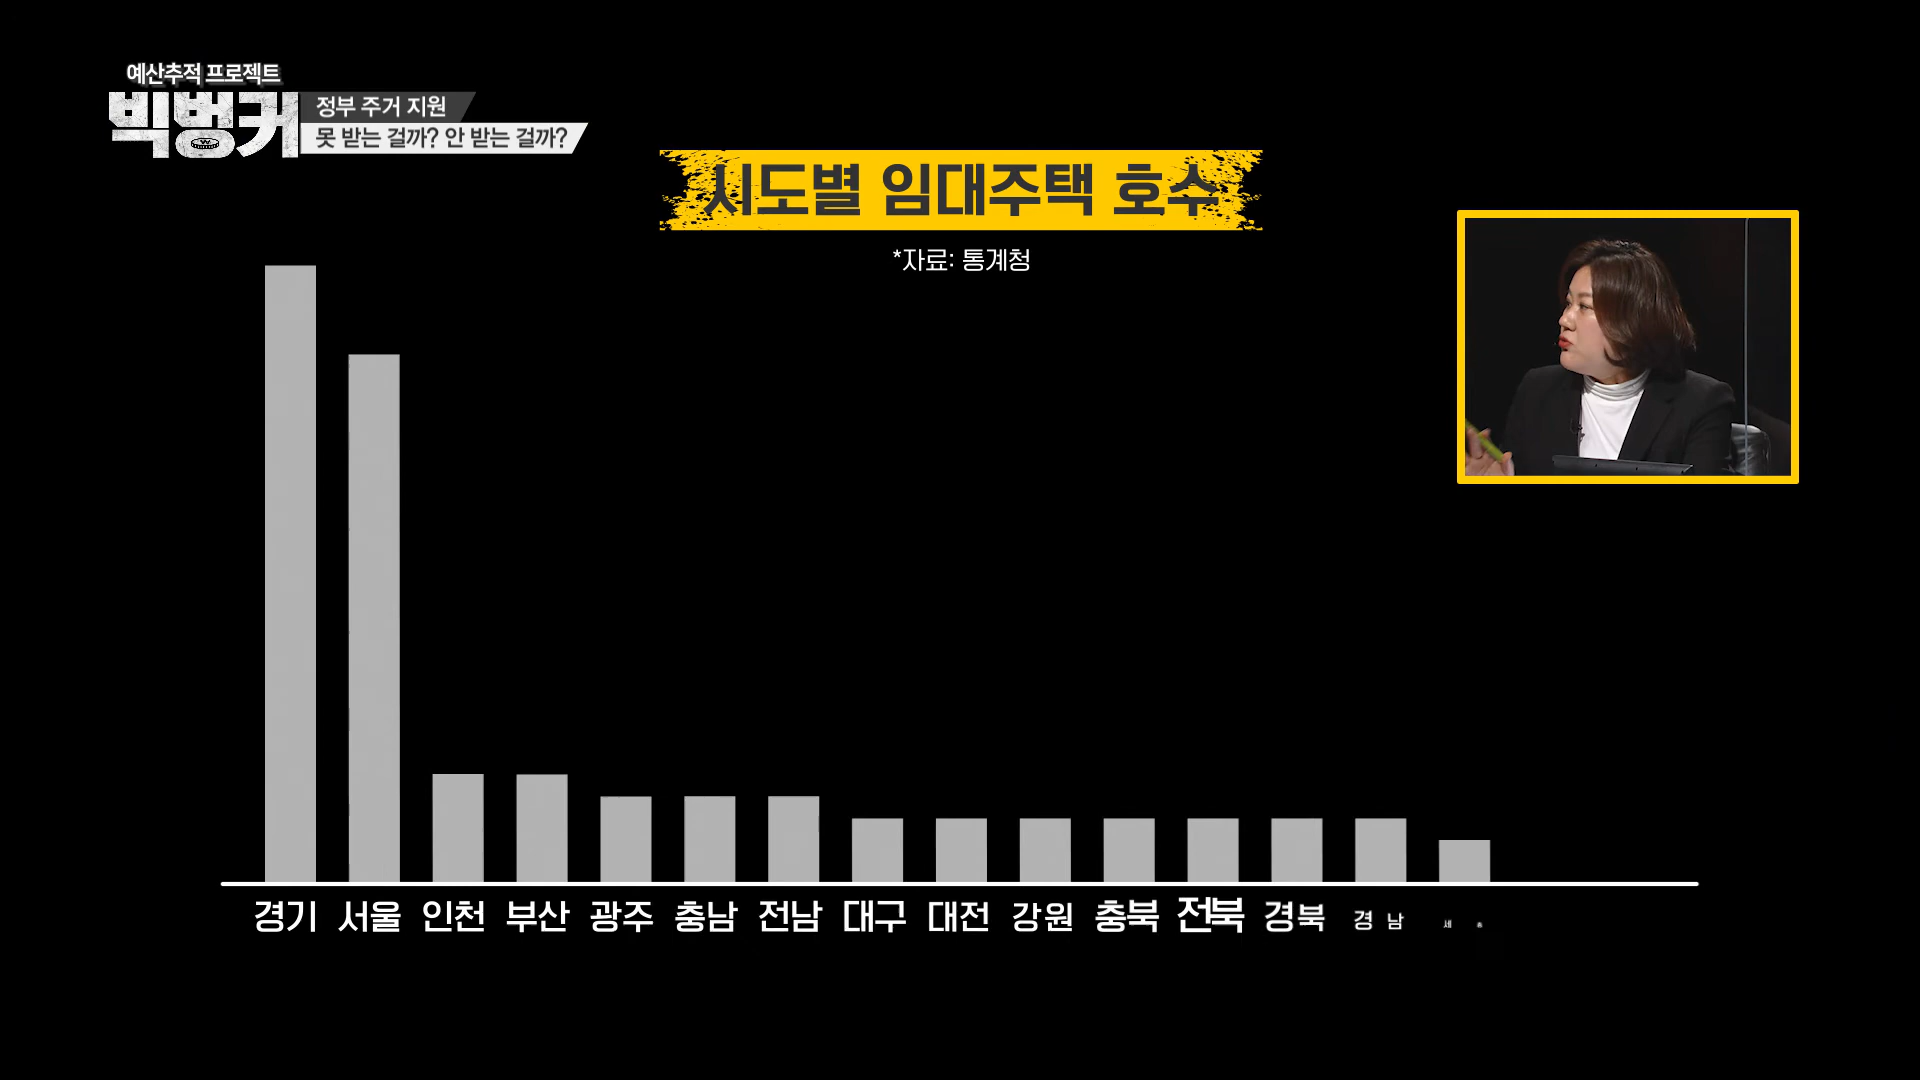 예산추적 프로젝트
빅벙커
정부 주거 지원
못 받는 걸까? 안 받는 걸까?
시도별 임대주택 호수
*자료: 통계청
경기 서울 인천 부산 광주 충남 전남 대구 대전 강원 충북 전북 경북 경남